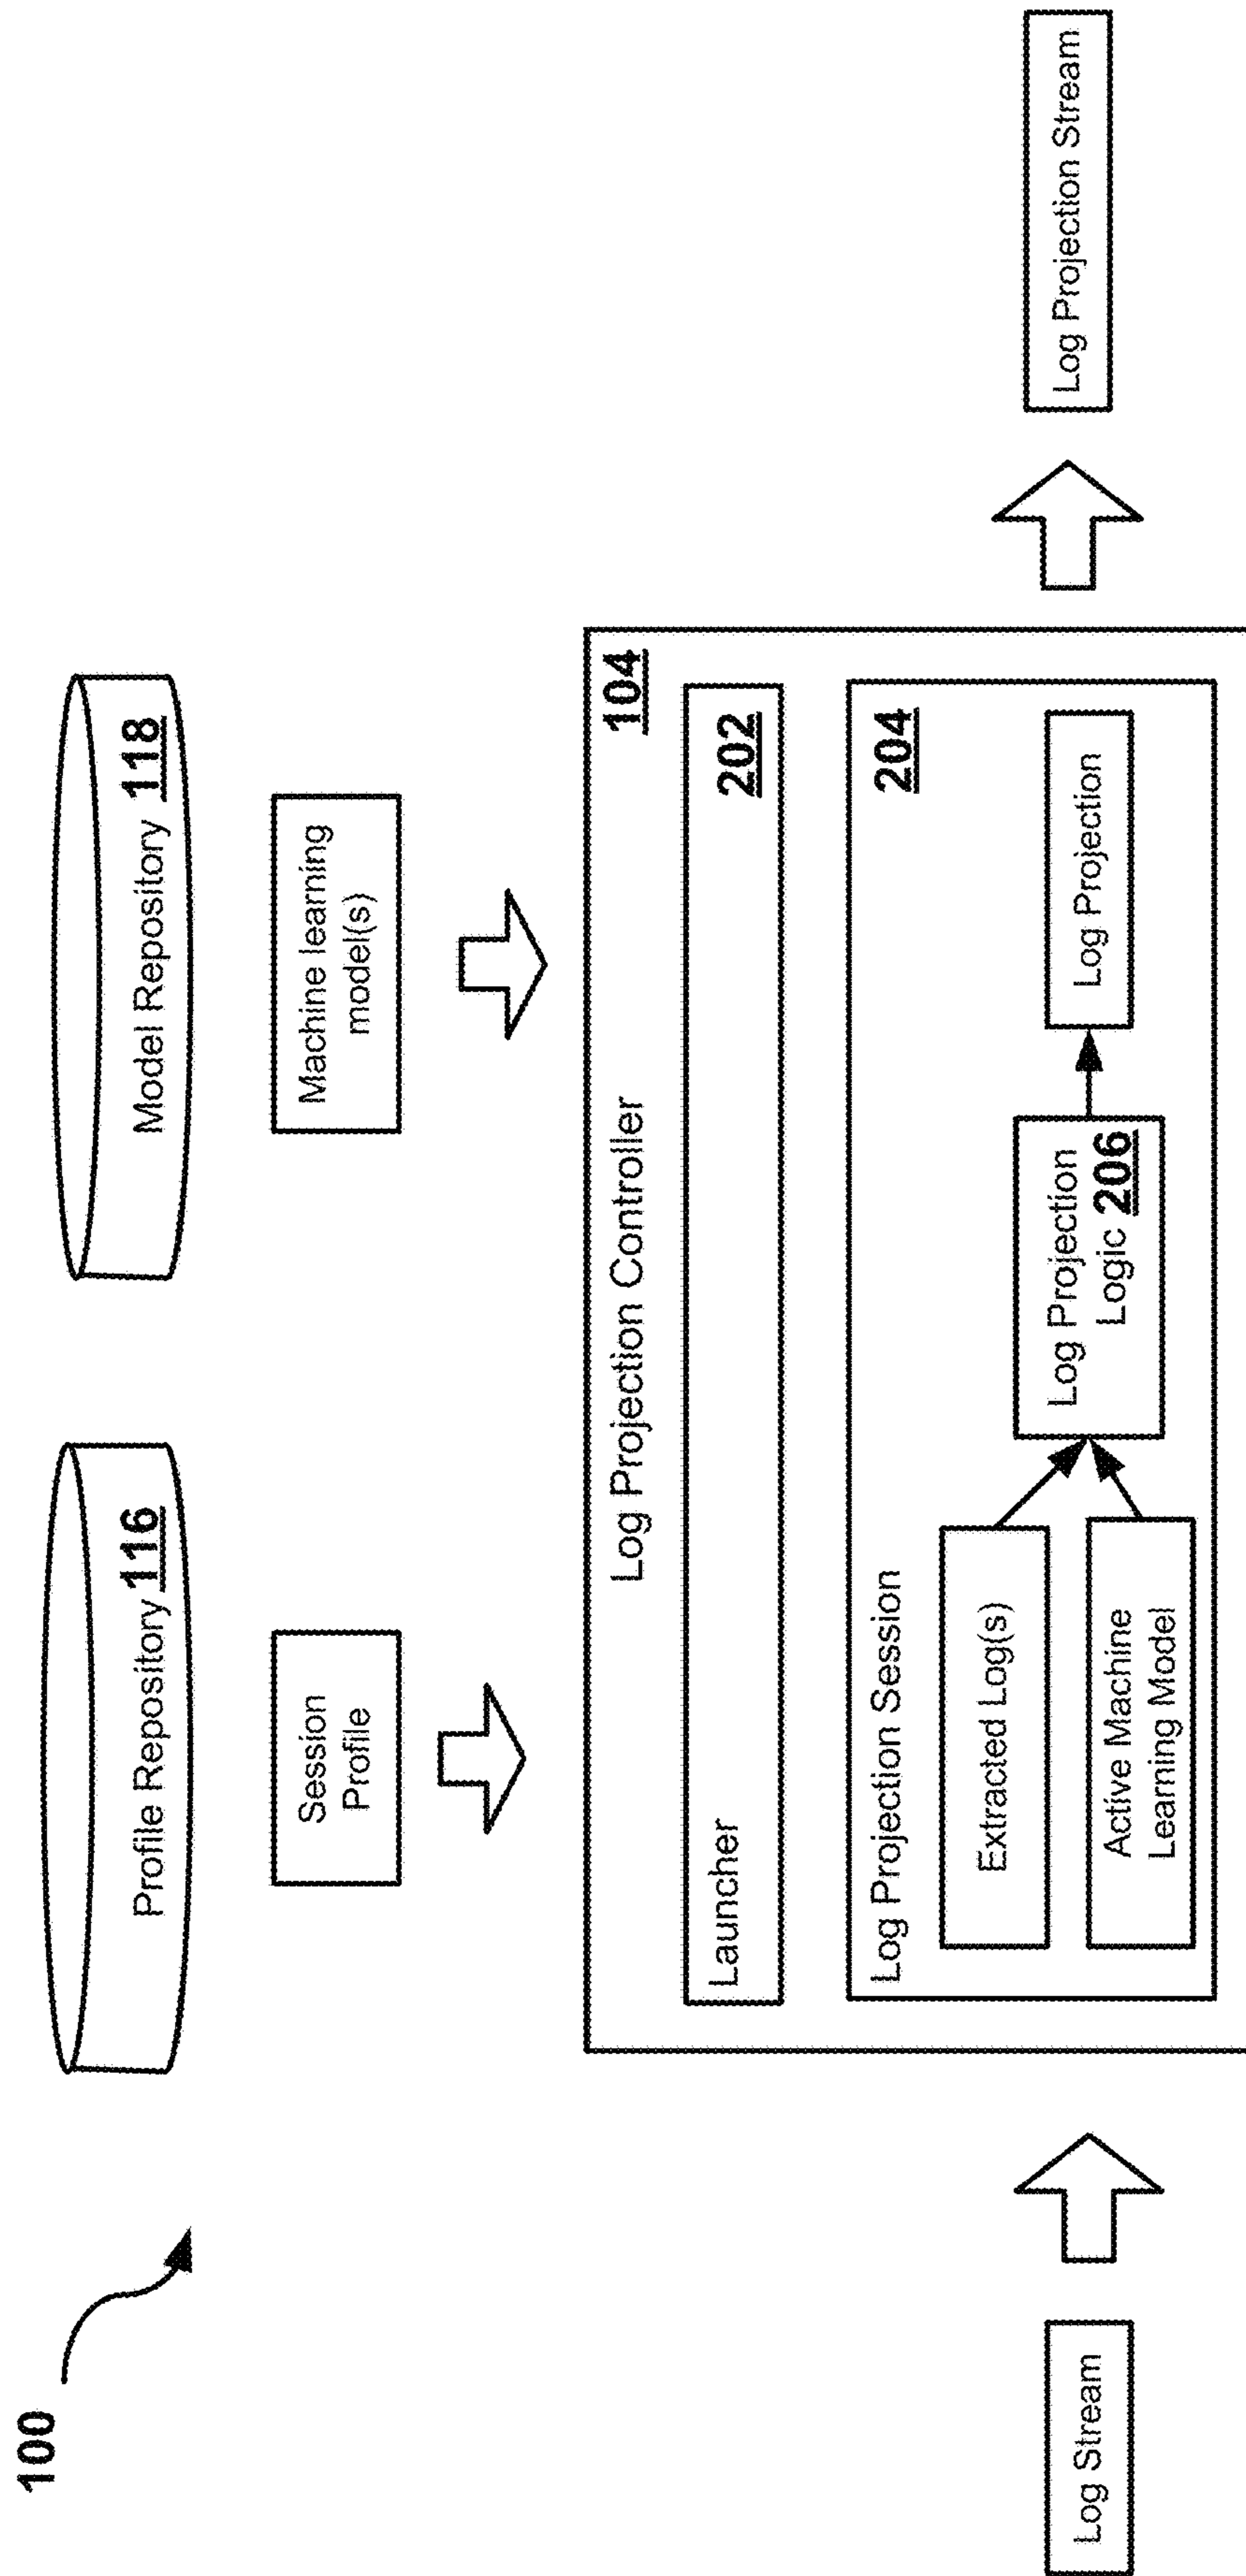 100
Profile Repository 116
Model Repository 118
Session
Profile
Machine learning
model(s)
Log Projection Controller
104
Launcher
202
Log Projection Session
204
Extracted Log(s)
Active Machine
Learning Model
Log Projection
Logic 206
Log Projection
Log Stream
Log Projection Stream